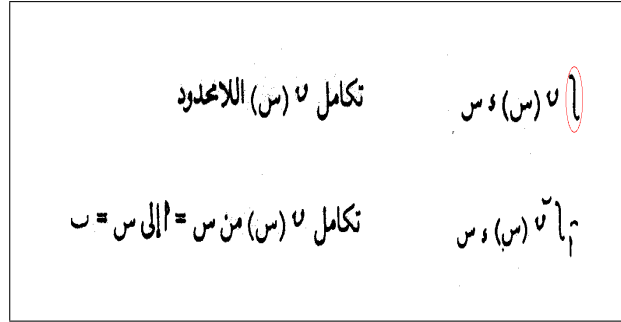 ∫ ں (س) ء س تكامل ں (س) اللامحدود
∫ ں (س) ء س تكامل ں (س) من س = ا إلى س = ب